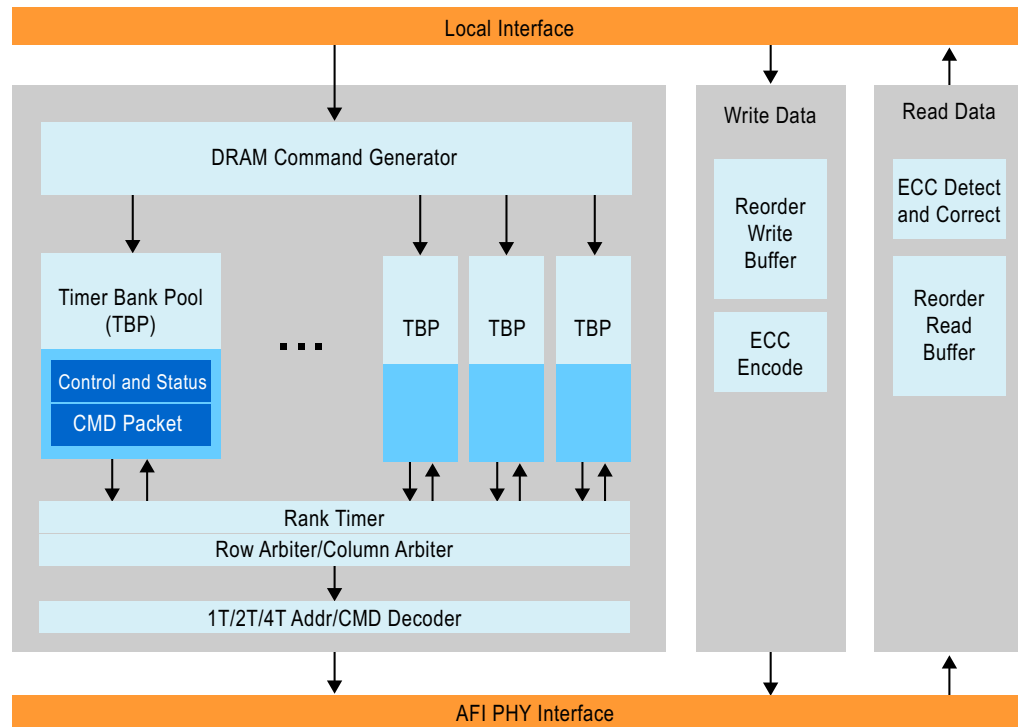 Local Interface
DRAM Command Generator
Timer Bank Pool
(TBP)
Control and Status
CMD Packet
...
TBP
TBP
TBP
Rank Timer
Row Arbiter/Column Arbiter
1T/2T/4T Addr/CMD Decoder
Write Data
Reorder
Write
Buffer
ECC
Encode
Read Data
ECC Detect
and Correct
Reorder
Read
Buffer
AFI PHY Interface